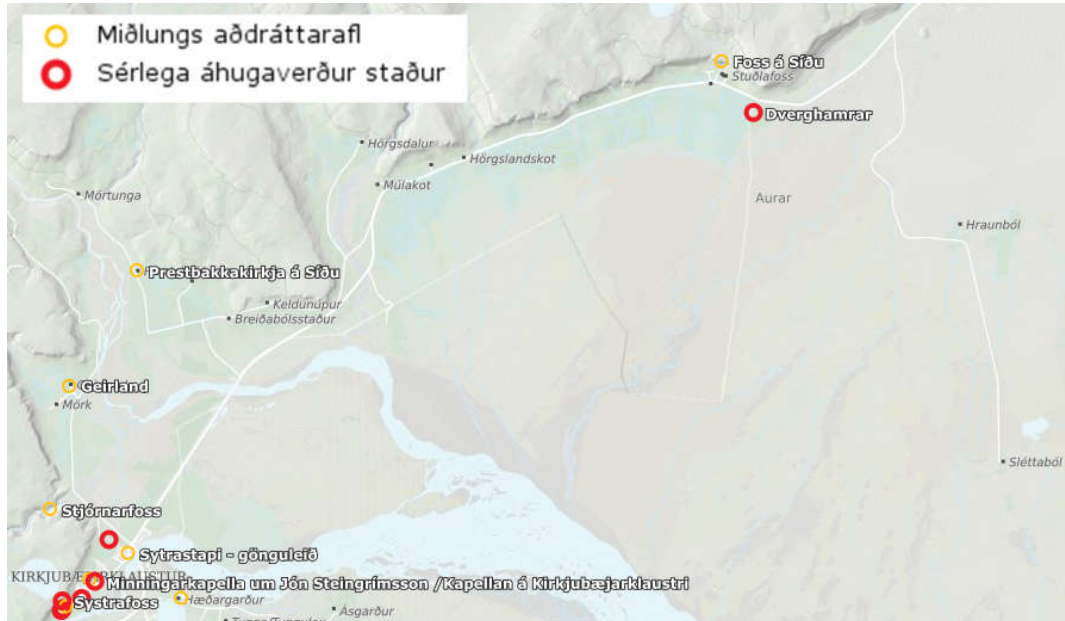 Miðlungs aðdráttarafl
Sérlega áhugaverður staður
Foss á Síðu
Stuðlafoss
Dverghamrar
Hörgsdalur
Hörgslandskot
Múlakot
Mörtunga
Aurar
Hraunból
Prestbakkakirkja á Síðu
Keldunúpur
Breiðabólsstaður
Geirland
Mörk
Sléttaból
Stjórnarfoss
Sytrastapi - gönguleið
KIRKJUBÆJARKLAUSTUR
Minningarkapella um Jón Steingrímsson /Kapellan á Kirkjubæjarklaustri
Systrafoss
Hæðargarður
Ásgarður